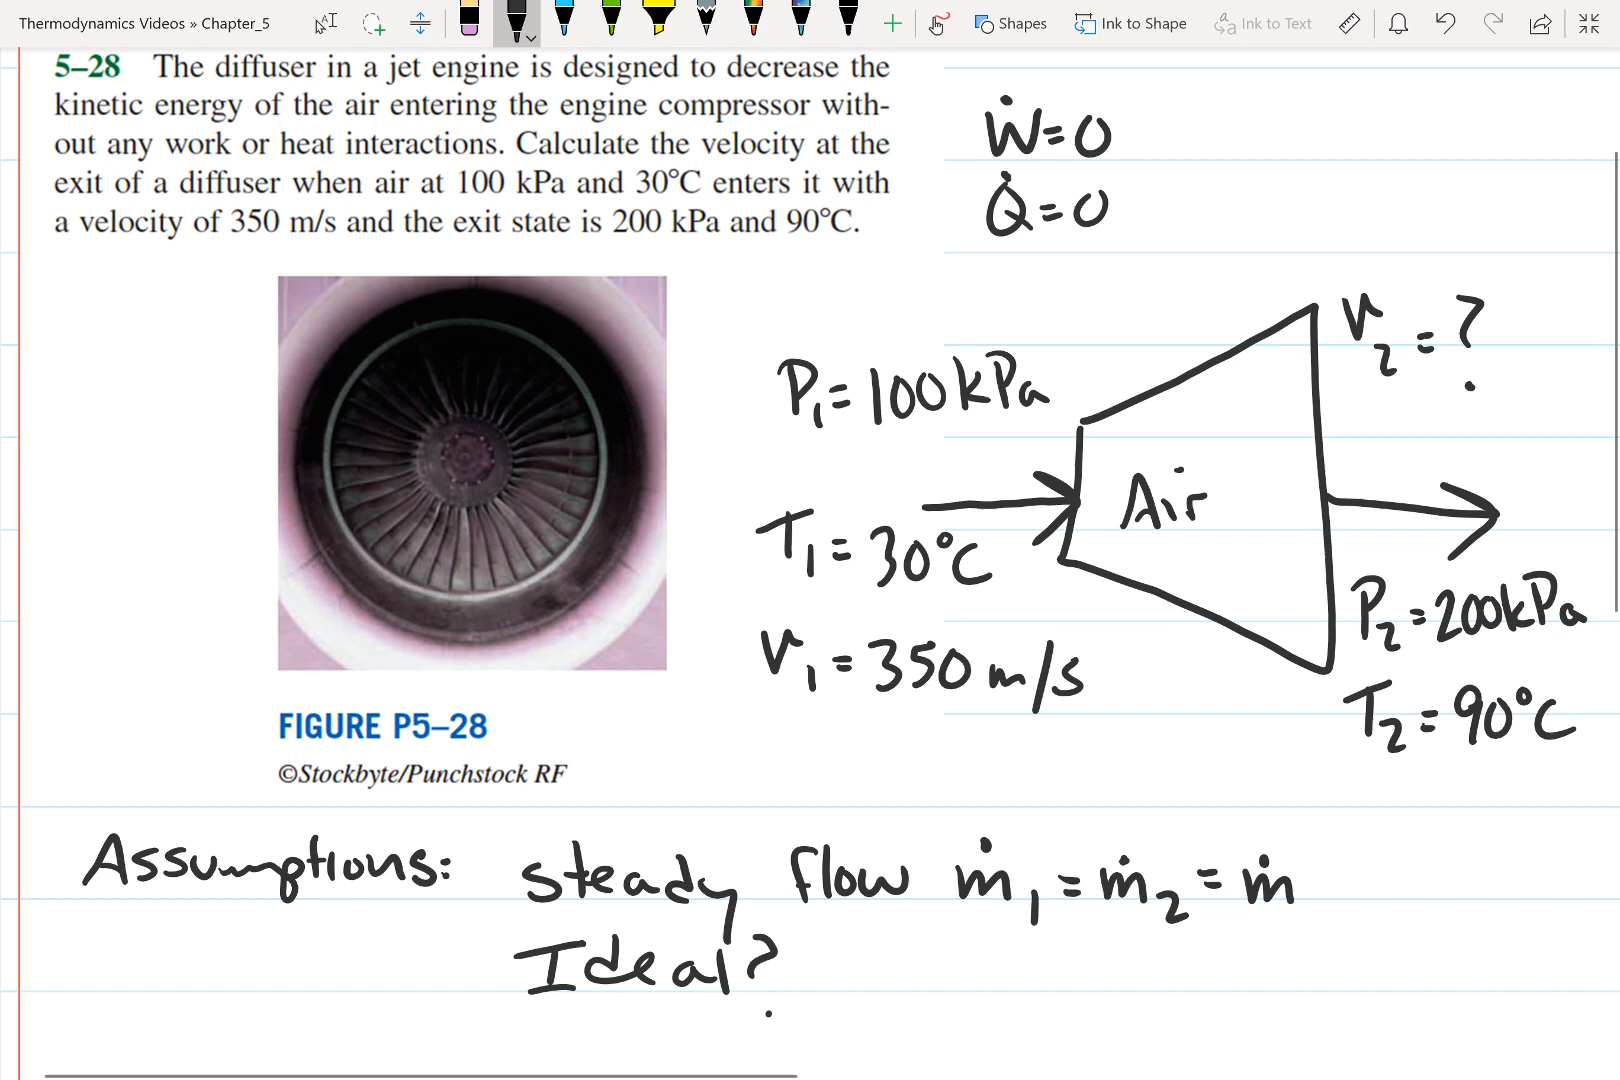 Thermodynamics Videos » Chapter_5
Shapes
Ink to Shape
Ink to Text
5–28 The diffuser in a jet engine is designed to decrease the
kinetic energy of the air entering the engine compressor with-
out any work or heat interactions. Calculate the velocity at the
exit of a diffuser when air at 100 kPa and 30°C enters it with
a velocity of 350 m/s and the exit state is 200 kPa and 90°C.
Ẇ=0
Q̇=0
V₂ = ?
P₁ = 100 kPa
Air
T₁ = 30°C
V₁ = 350 m/s
P₂ = 200 kPa
T₂ = 90°C
FIGURE P5–28
©Stockbyte/Punchstock RF
Assumptions: steady flow ṁ₁ = ṁ₂ = ṁ
Ideal?